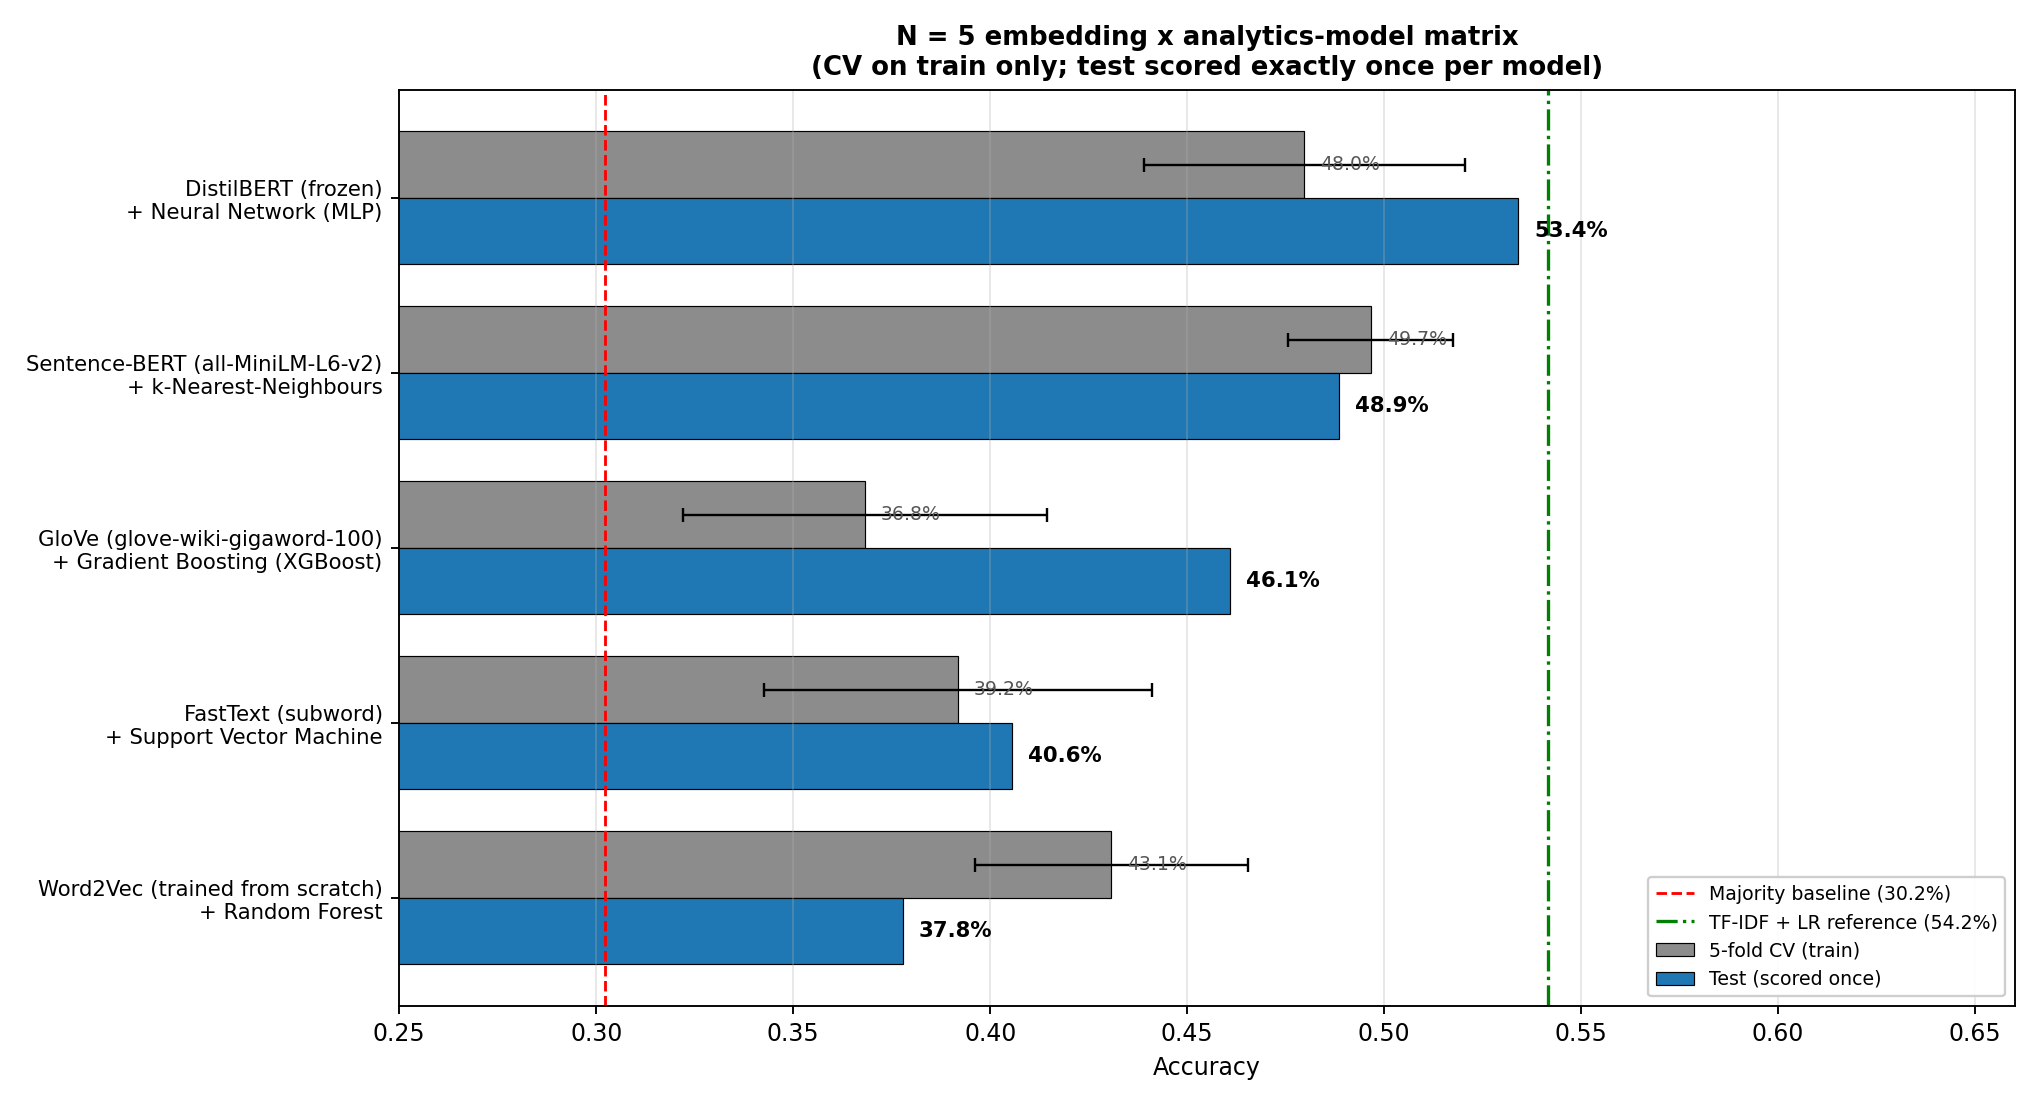 N = 5 embedding x analytics-model matrix
(CV on train only; test scored exactly once per model)
DistilBERT (frozen)
+ Neural Network (MLP)
48.0%
53.4%
Sentence-BERT (all-MiniLM-L6-v2)
+ k-Nearest-Neighbours
49.7%
48.9%
GloVe (glove-wiki-gigaword-100)
+ Gradient Boosting (XGBoost)
36.8%
46.1%
FastText (subword)
+ Support Vector Machine
39.2%
40.6%
Word2Vec (trained from scratch)
+ Random Forest
43.1%
37.8%
Majority baseline (30.2%)
TF-IDF + LR reference (54.2%)
5-fold CV (train)
Test (scored once)
0.25 0.30 0.35 0.40 0.45 0.50 0.55 0.60 0.65
Accuracy